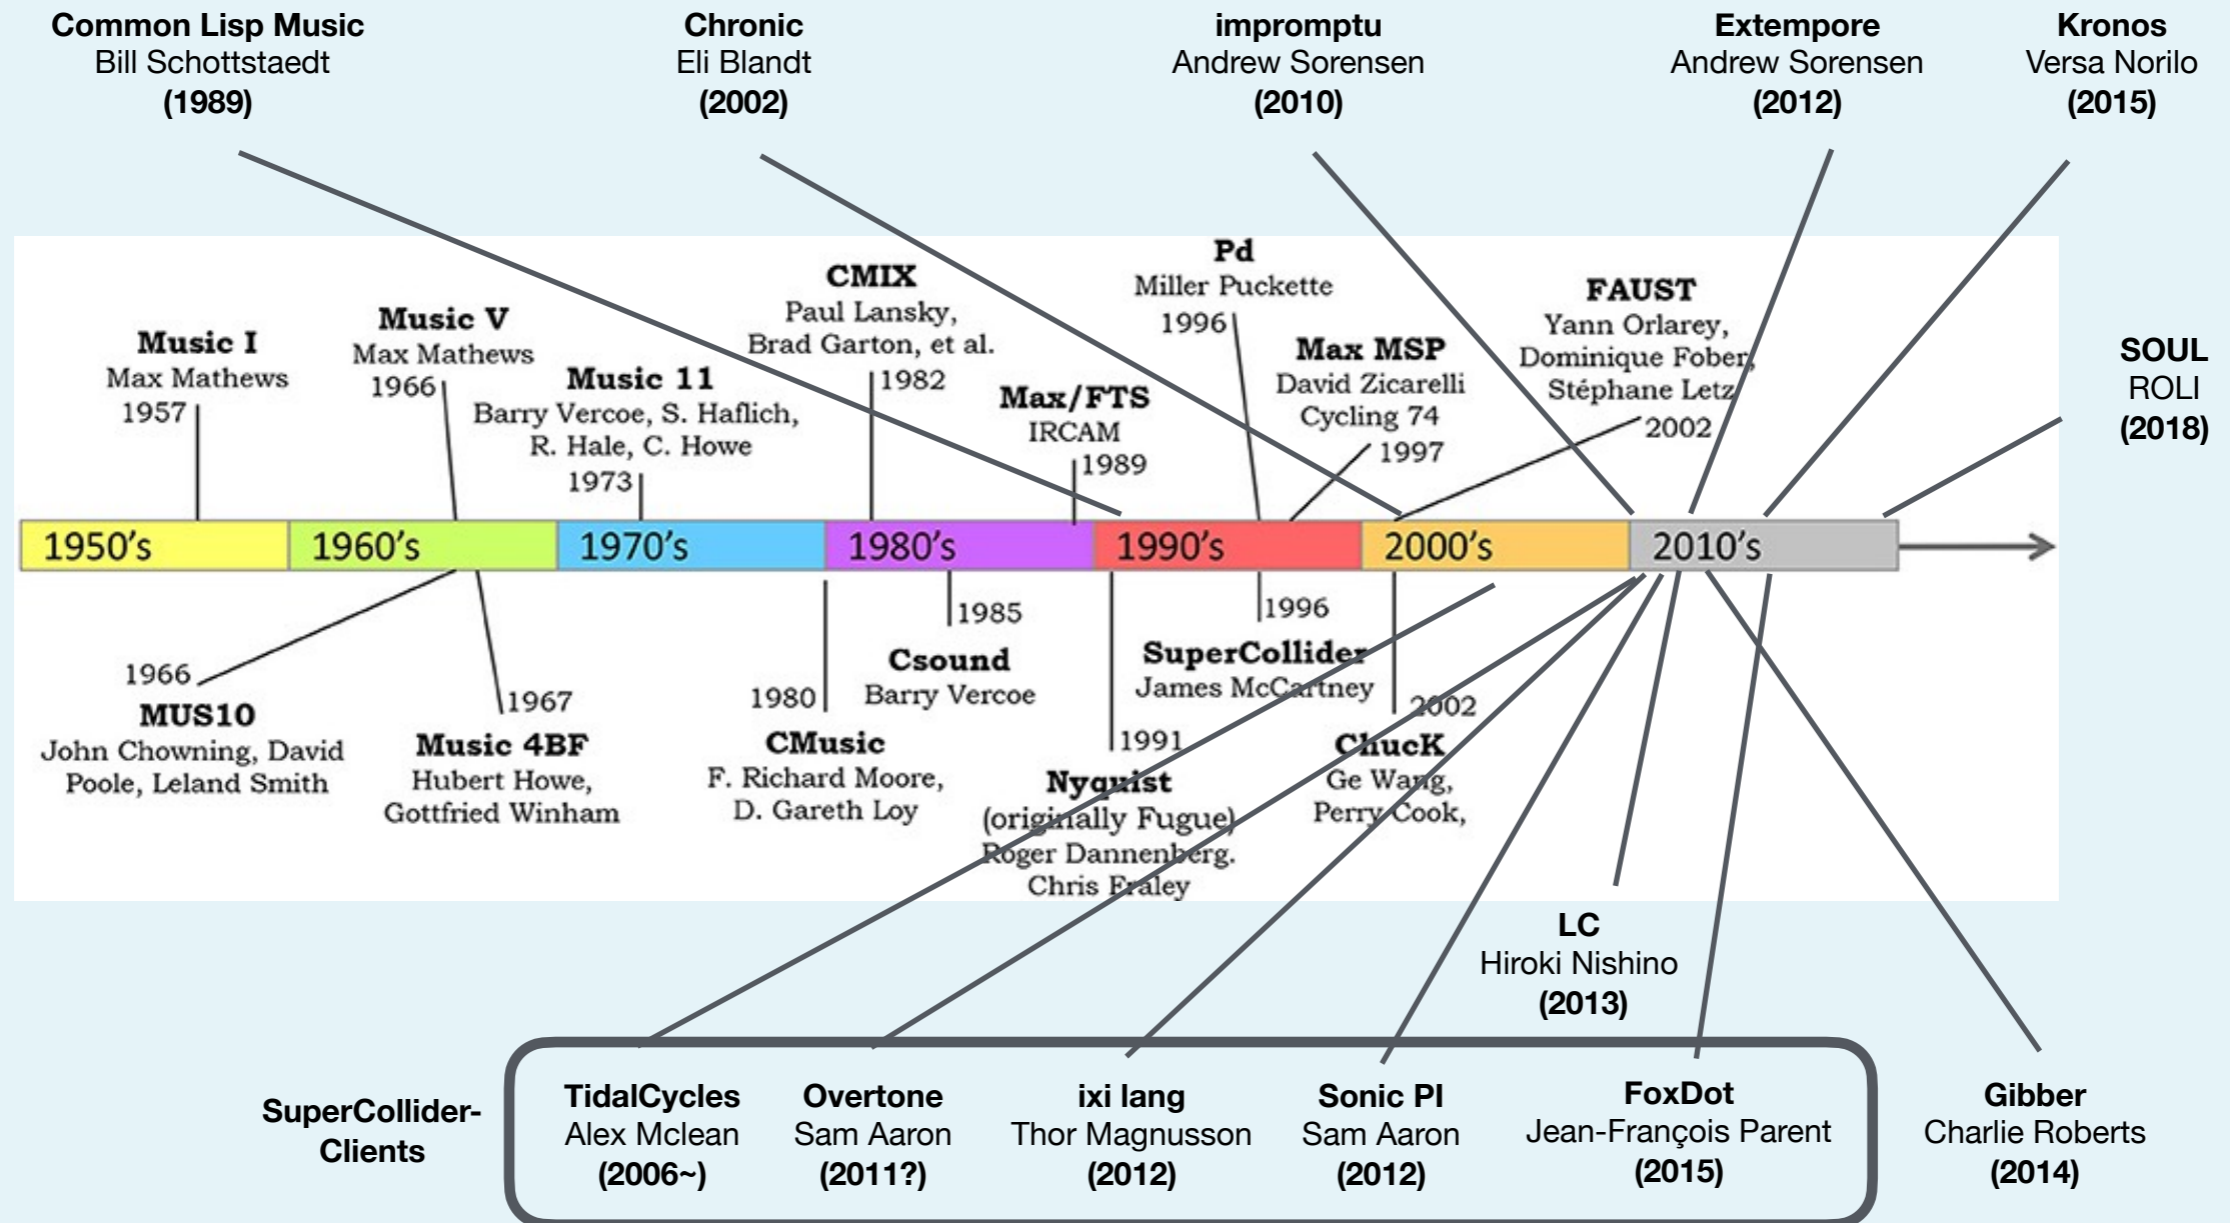 Common Lisp Music
Bill Schottstaedt
(1989)
Chronic
Eli Blandt
(2002)
impromptu
Andrew Sorensen
(2010)
Extempore
Andrew Sorensen
(2012)
Kronos
Versa Norilo
(2015)
SOUL
ROLI
(2018)
Music I
Max Mathews
1957
Music V
Max Mathews
1966
Music 11
Barry Vercoe, S. Haflich,
R. Hale, C. Howe
1973
CMIX
Paul Lansky,
Brad Garton, et al.
1982
Max/FTS
IRCAM
1989
Pd
Miller Puckette
1996
Max MSP
David Zicarelli
Cycling 74
1997
FAUST
Yann Orlarey,
Dominique Fober,
Stéphane Letz
2002
1950's
1960's
1970's
1980's
1990's
2000's
2010's
1966
MUS10
John Chowning, David
Poole, Leland Smith
1967
Music 4BF
Hubert Howe,
Gottfried Winham
1980
CMusic
F. Richard Moore,
D. Gareth Loy
1985
Csound
Barry Vercoe
1991
Nyquist
(originally Fugue)
Roger Dannenberg.
Chris Fraley
1996
SuperCollider
James McCartney
2002
ChucK
Ge Wang,
Perry Cook,
LC
Hiroki Nishino
(2013)
SuperCollider-
Clients
TidalCycles
Alex Mclean
(2006~)
Overtone
Sam Aaron
(2011?)
ixi lang
Thor Magnusson
(2012)
Sonic PI
Sam Aaron
(2012)
FoxDot
Jean-François Parent
(2015)
Gibber
Charlie Roberts
(2014)